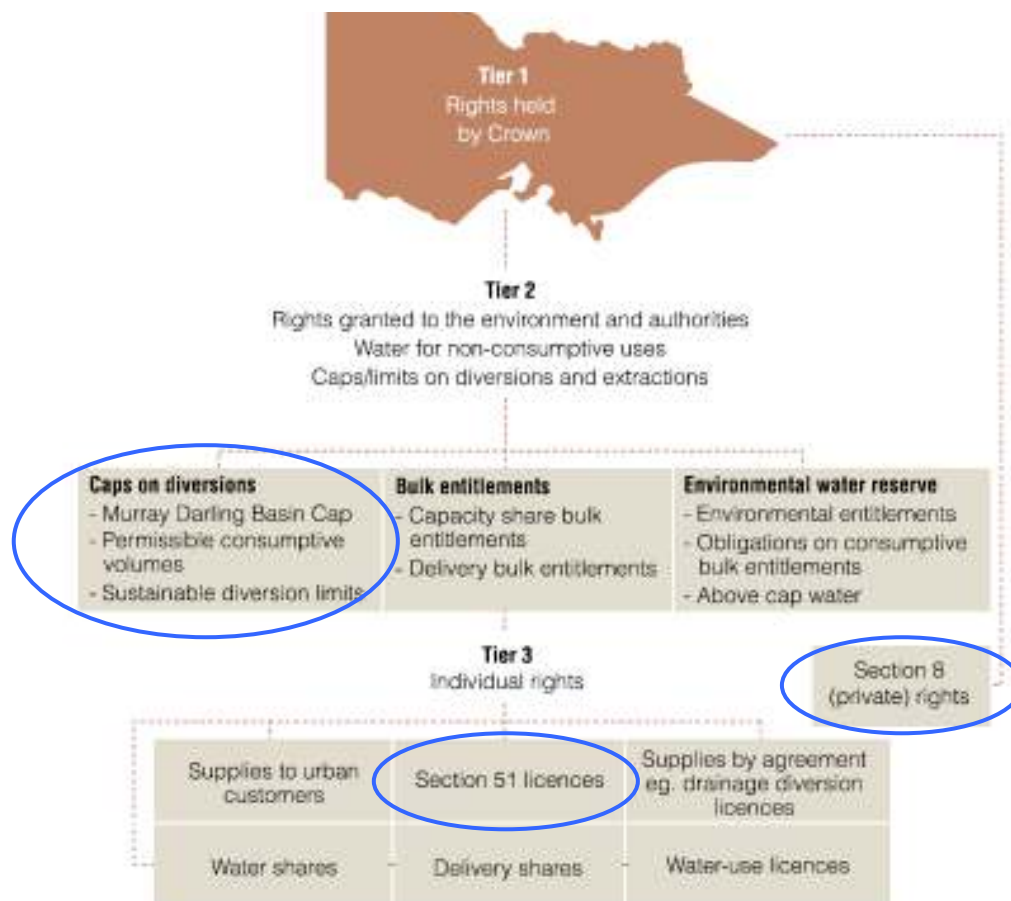 Tier 1
Rights held
by Crown
Tier 2
Rights granted to the environment and authorities
Water for non-consumptive uses
Caps/limits on diversions and extractions
Caps on diversions
- Murray Darling Basin Cap
- Permissible consumptive
volumes
- Sustainable diversion limits
Bulk entitlements
- Capacity share bulk
entitlements
- Delivery bulk entitlements
Environmental water reserve
- Environmental entitlements
- Obligations on consumptive
bulk entitlements
- Above cap water
Tier 3
Individual rights
Section 8
(private) rights
Supplies to urban
customers
Section 51 licences
Supplies by agreement
eg. drainage diversion
licences
Water shares
Delivery shares
Water-use licences